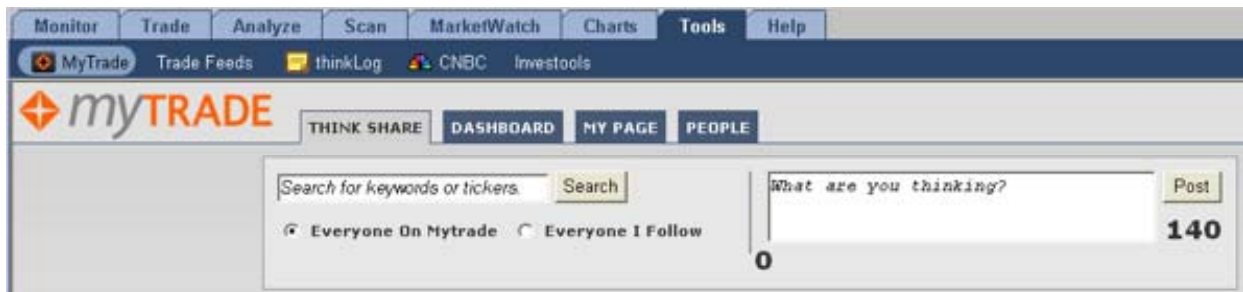 Monitor Trade Analyze Scan MarketWatch Charts Tools Help
MyTrade Trade Feeds thinkLog CNBC Investools
myTRADE
THINK SHARE DASHBOARD MY PAGE PEOPLE
Search for keywords or tickers. Search
What are you thinking? Post
Everyone On Mytrade Everyone I Follow
140
0